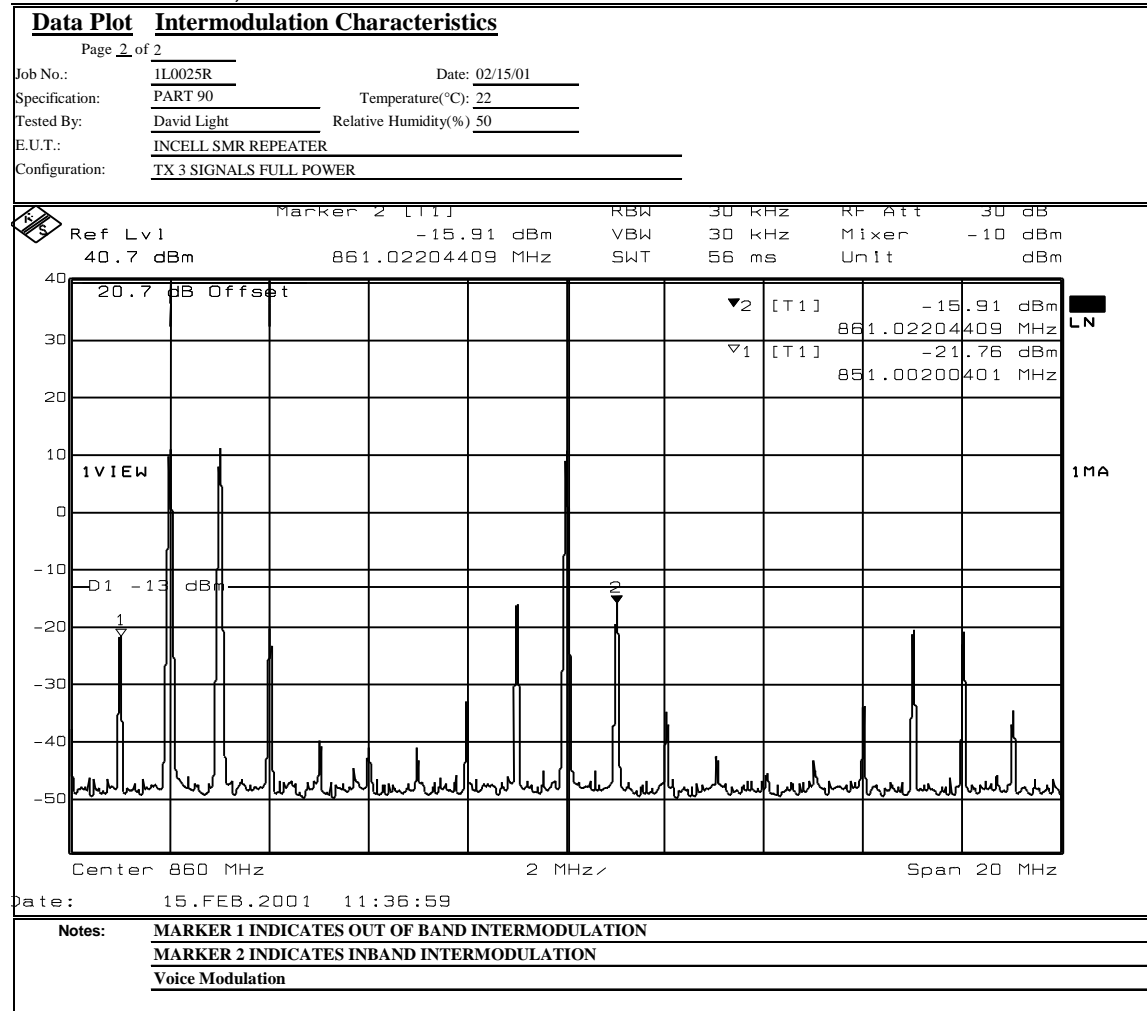 Data Plot Intermodulation Characteristics
Page 2 of 2
Job No.: 1L0025R Date: 02/15/01
Specification: PART 90 Temperature(°C): 22
Tested By: David Light Relative Humidity(%) 50
E.U.T.: INCELL SMR REPEATER
Configuration: TX 3 SIGNALS FULL POWER
Marker 2 [T1] RBW 30 kHz RF Att 30 dB
Ref Lvl -15.91 dBm VBW 30 kHz Mixer -10 dBm
40.7 dBm 861.02204409 MHz SWT 56 ms Unit dBm
40
20.7 dB Offset
▼2 [T1] -15.91 dBm
861.02204409 MHz LN
30
▽1 [T1] -21.76 dBm
851.00200401 MHz
20
10
1VIEW 1MA
0
-10
D1 -13 dBm
2
1
-20
-30
-40
-50
Center 860 MHz 2 MHz/ Span 20 MHz
Date: 15.FEB.2001 11:36:59
Notes: MARKER 1 INDICATES OUT OF BAND INTERMODULATION
MARKER 2 INDICATES INBAND INTERMODULATION
Voice Modulation